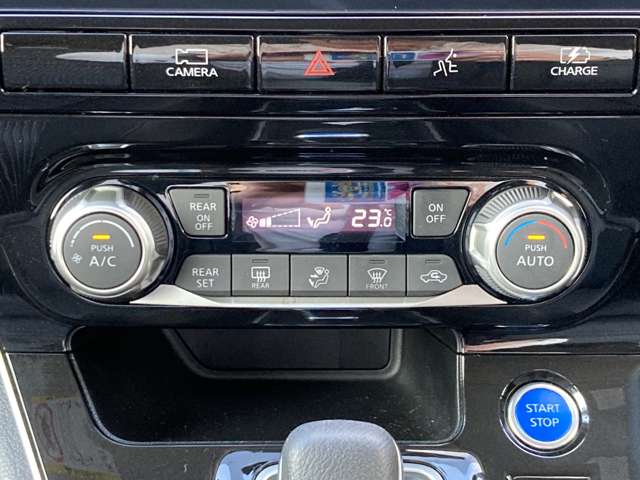 CAMERA
CHARGE
REAR
ON
OFF
23.0
°C
ON
OFF
PUSH
A/C
PUSH
AUTO
REAR
SET
REAR
FRONT
START
STOP